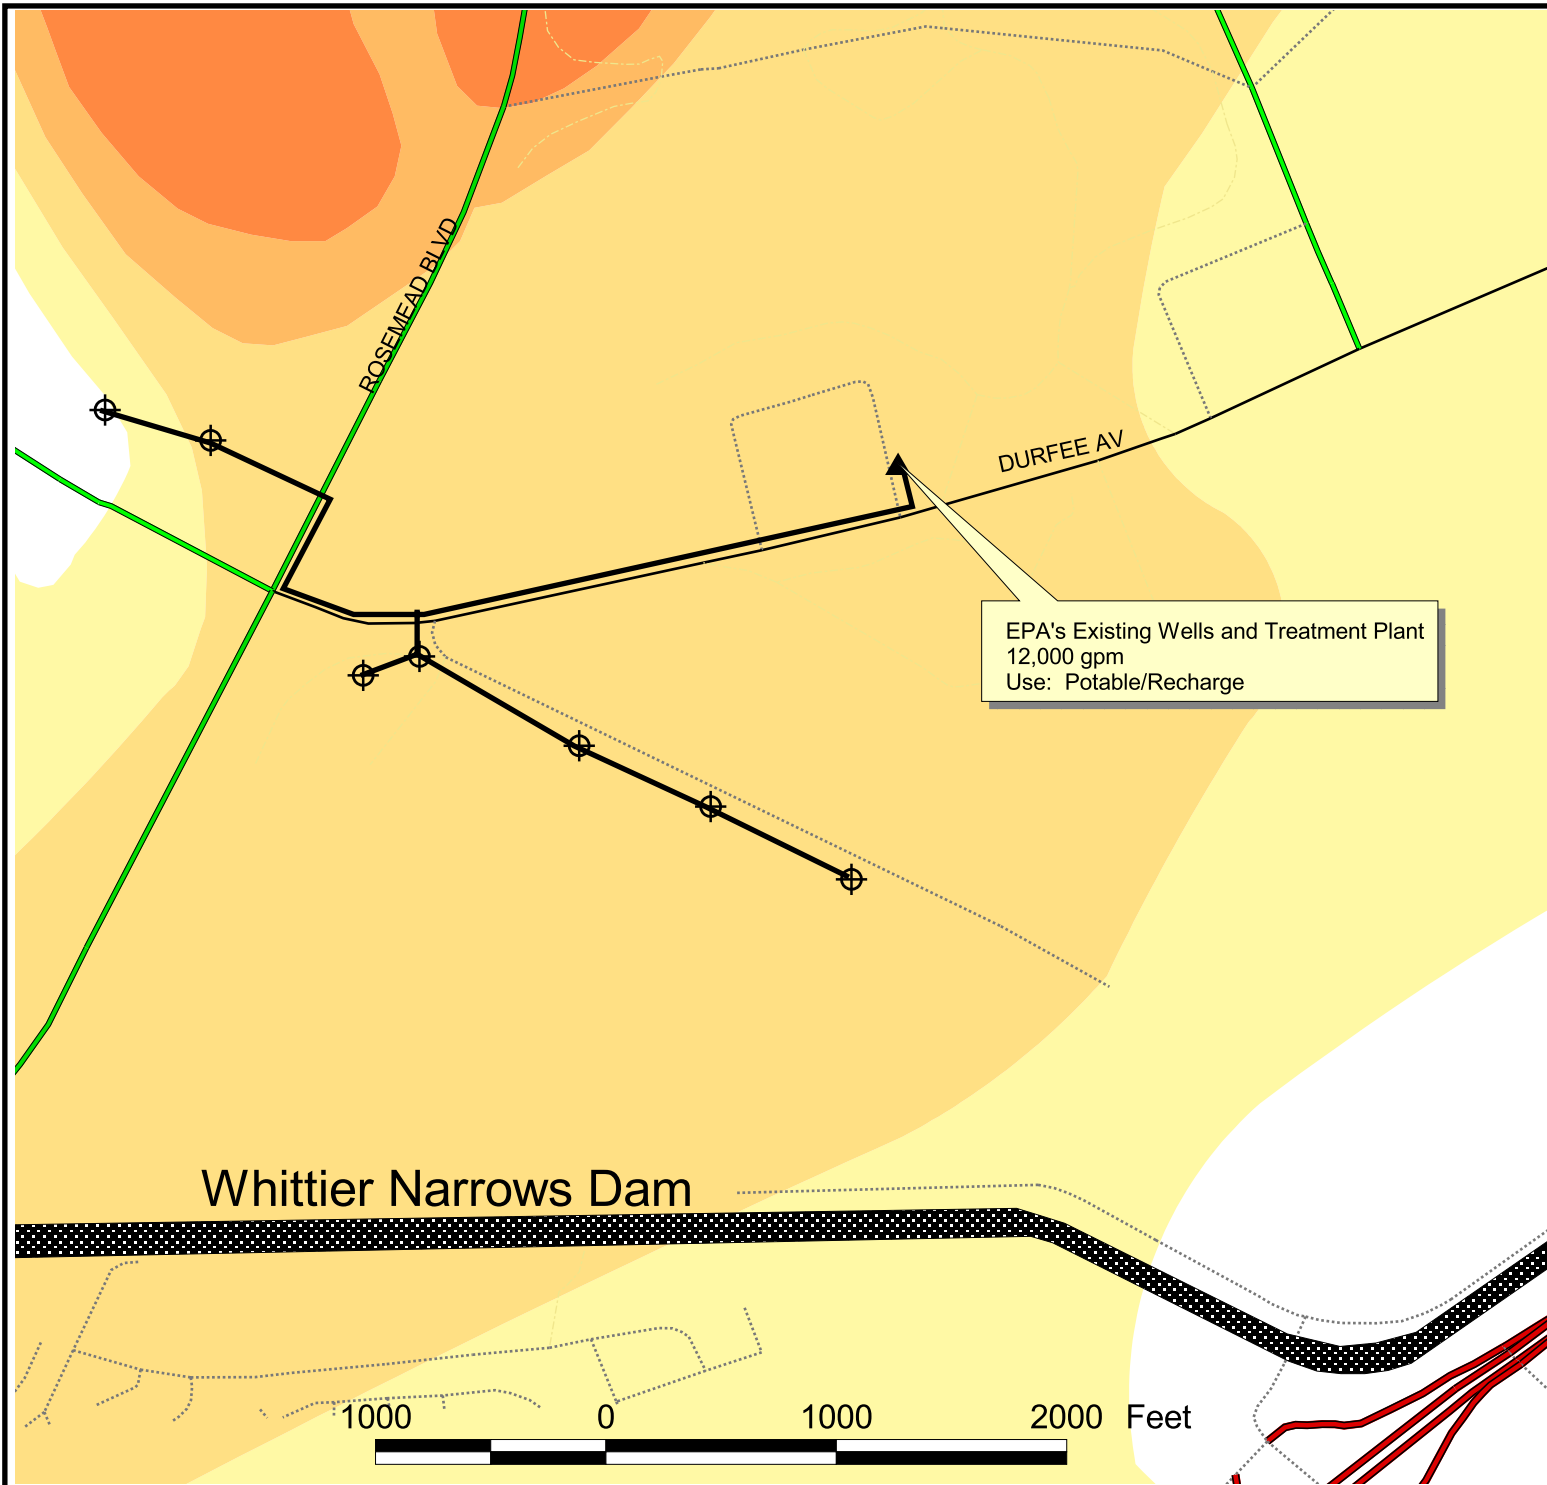 ROSEMEAD BLVD
DURFEE AV
EPA's Existing Wells and Treatment Plant
12,000 gpm
Use: Potable/Recharge
Whittier Narrows Dam
1000 0 1000 2000 Feet